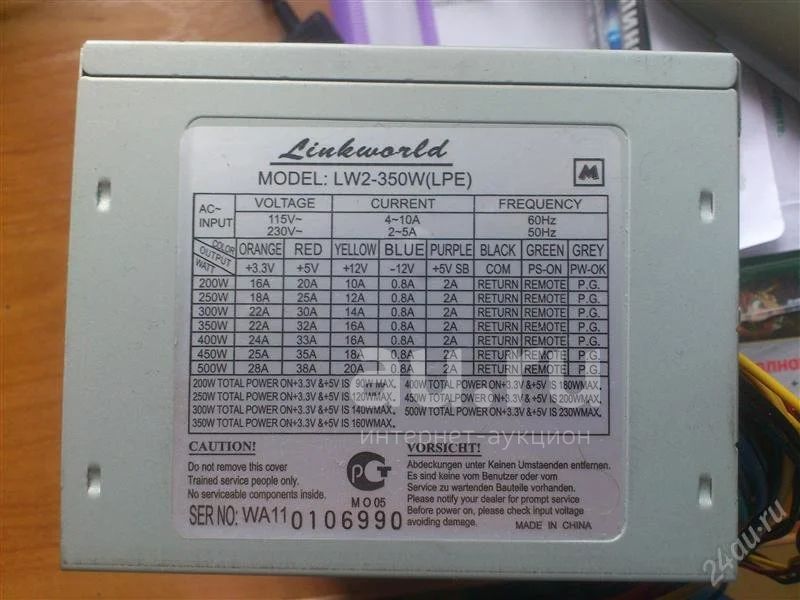 Linkworld
M
MODEL: LW2-350W(LPE)
AC~ INPUT VOLTAGE CURRENT FREQUENCY
115V~ 4~10A 60Hz
230V~ 2~5A 50Hz
COLOR OUTPUT WATT ORANGE RED YELLOW BLUE PURPLE BLACK GREEN GREY
+3.3V +5V +12V -12V +5V SB COM PS-ON PW-OK
200W 16A 20A 10A 0.8A 2A RETURN REMOTE P.G.
250W 18A 25A 12A 0.8A 2A RETURN REMOTE P.G.
300W 22A 30A 14A 0.8A 2A RETURN REMOTE P.G.
350W 22A 32A 16A 0.8A 2A RETURN REMOTE P.G.
400W 24A 33A 16A 0.8A 2A RETURN REMOTE P.G.
450W 25A 35A 18A 0.8A 2A RETURN REMOTE P.G.
500W 28A 38A 20A 0.8A 2A RETURN REMOTE P.G.
200W TOTAL POWER ON+3.3V &+5V IS 90W MAX. 400W TOTAL POWER ON+3.3V &+5V IS 180WMAX.
250W TOTAL POWER ON+3.3V &+5V IS 120WMAX. 450W TOTAL POWER ON+3.3V &+5V IS 200WMAX.
300W TOTAL POWER ON+3.3V &+5V IS 140WMAX. 500W TOTAL POWER ON+3.3V &+5V IS 230WMAX.
350W TOTAL POWER ON+3.3V &+5V IS 160WMAX.
интернет-аукцион
CAUTION!
Do not remove this cover
Trained service people only.
No serviceable components inside.
РСТ
МО05
SER NO: WA11 0106990
VORSICHT!
Abdeckungen unter Keinen Umstaenden entfernen.
Es sind keine vom Benutzer oder vom
Service zu wartenden Bauteile vorhanden.
Please notify your dealer for prompt service
Before power on, please check input voltage
avoiding damage.
MADE IN CHINA
24au.ru